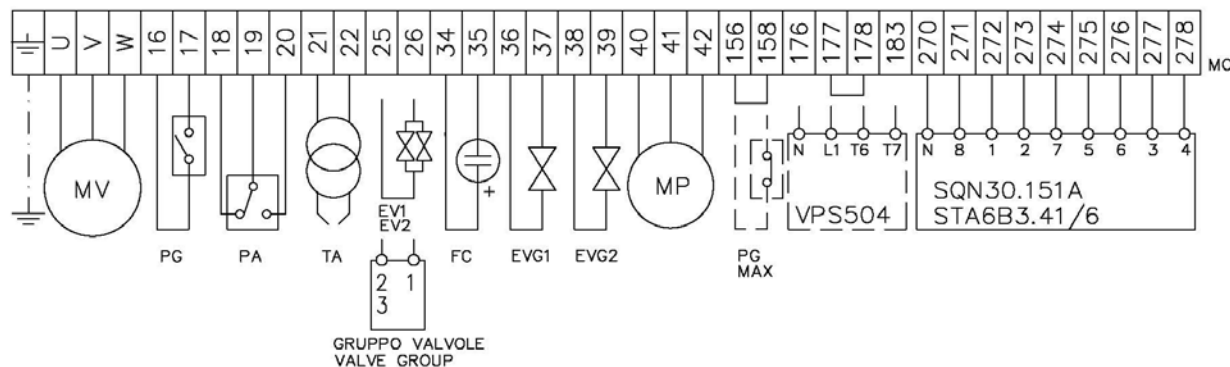 U V W 16 17 18 19 20 21 22 25 26 34 35 36 37 38 39 40 41 42 156 158 176 177 178 183 270 271 272 273 274 275 276 277 278
MC
N L1 T6 T7
N 8 1 2 7 5 6 3 4
MV
MP
VPS504
SQN30.151A
STA6B3.41/6
EV1
EV2
+
PG
PA
TA
FC
EVG1
EVG2
PG
MAX
2 1
3
GRUPPO VALVOLE
VALVE GROUP